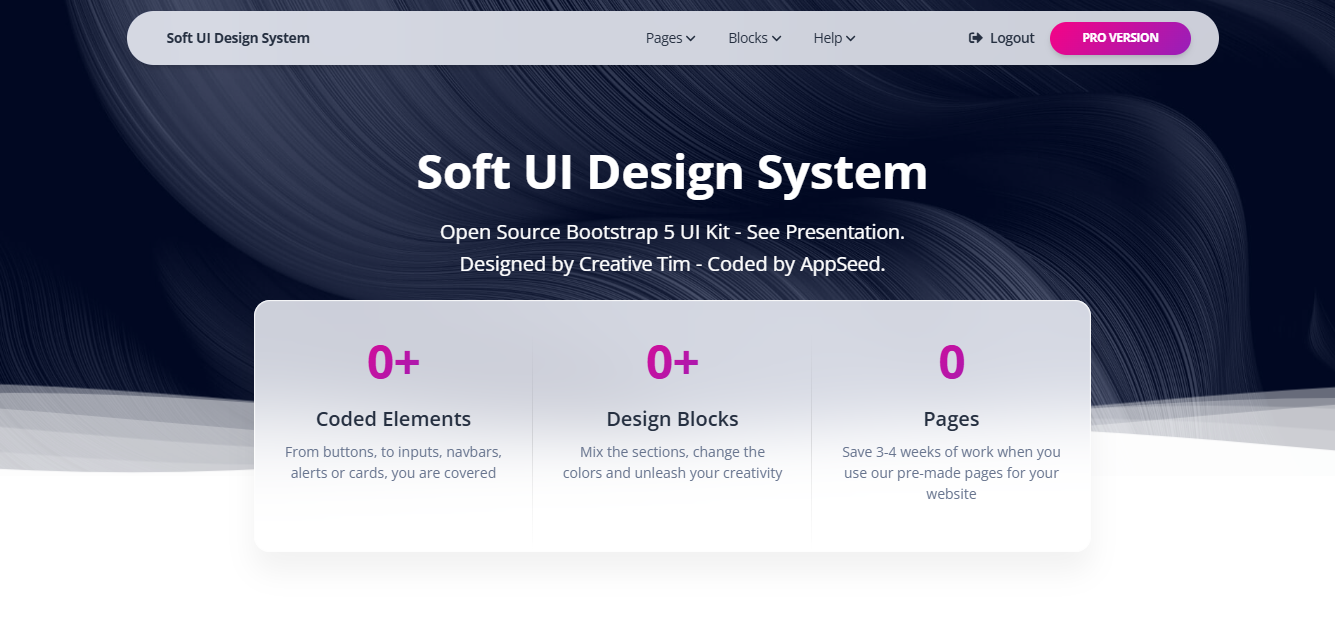 Soft UI Design System
Pages
Blocks
Help
Logout
PRO VERSION
Soft UI Design System
Open Source Bootstrap 5 UI Kit - See Presentation.
Designed by Creative Tim - Coded by AppSeed.
0+
Coded Elements
From buttons, to inputs, navbars,
alerts or cards, you are covered
0+
Design Blocks
Mix the sections, change the
colors and unleash your creativity
0
Pages
Save 3-4 weeks of work when you
use our pre-made pages for your
website